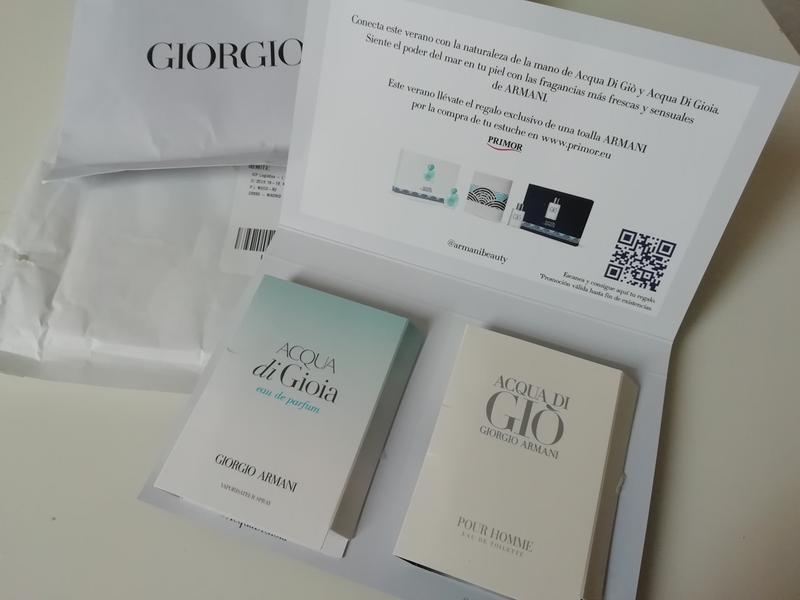 GIORGIO
REMITE:
28000 - MADRID
Conecta este verano con la naturaleza de la mano de Acqua Di Giò y Acqua Di Gioia.
Siente el poder del mar en tu piel con las fragancias más frescas y sensuales
de ARMANI.
Este verano llévate el regalo exclusivo de una toalla ARMANI
por la compra de tu estuche en www.primor.eu
PRIMOR
GIÒ
@armanibeauty
Escanea y consigue aquí tu regalo.
*Promoción válida hasta fin de existencias.
ACQUA
di Gioia
eau de parfum
GIORGIO ARMANI
VAPORISATEUR SPRAY
ACQUA DI
GIÒ
GIORGIO ARMANI
POUR HOMME
EAU DE TOILETTE